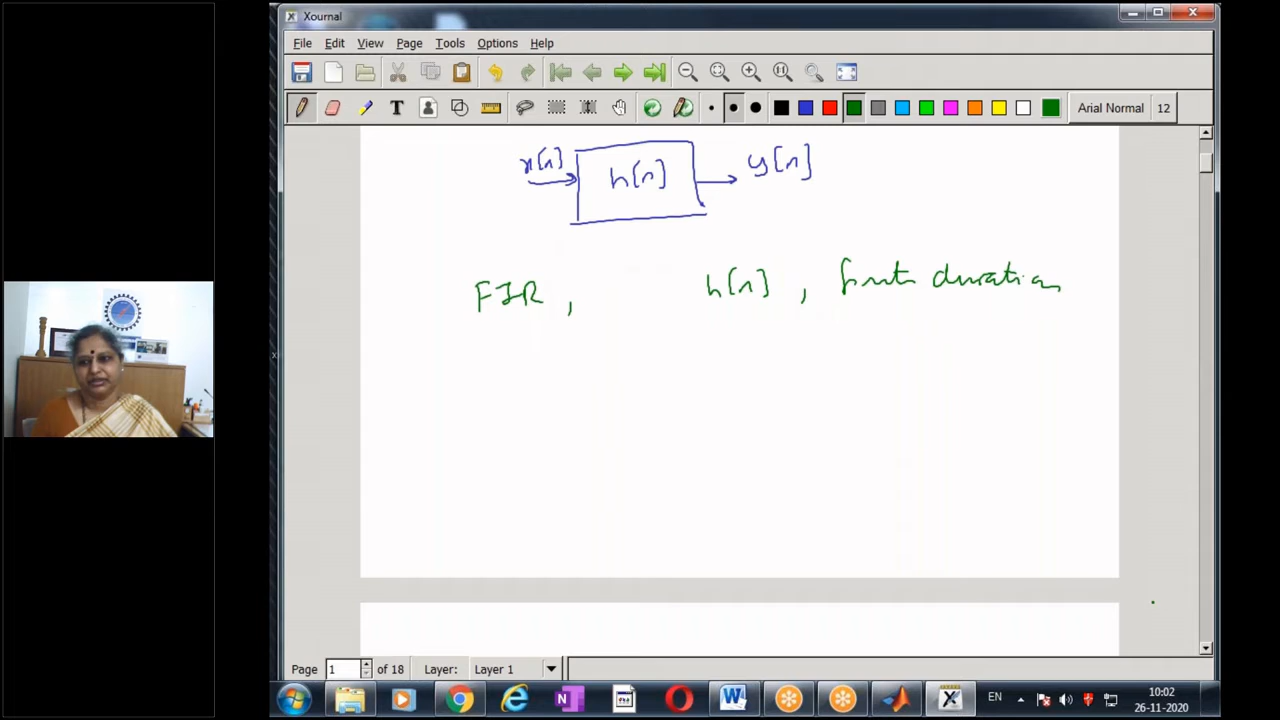 Xournal
File Edit View Page Tools Options Help
T Arial Normal 12
x[n] h[n] y[n]
FIR , h[n] , finite duration
Page 1 of 18 Layer: Layer 1
EN 10:02
26-11-2020